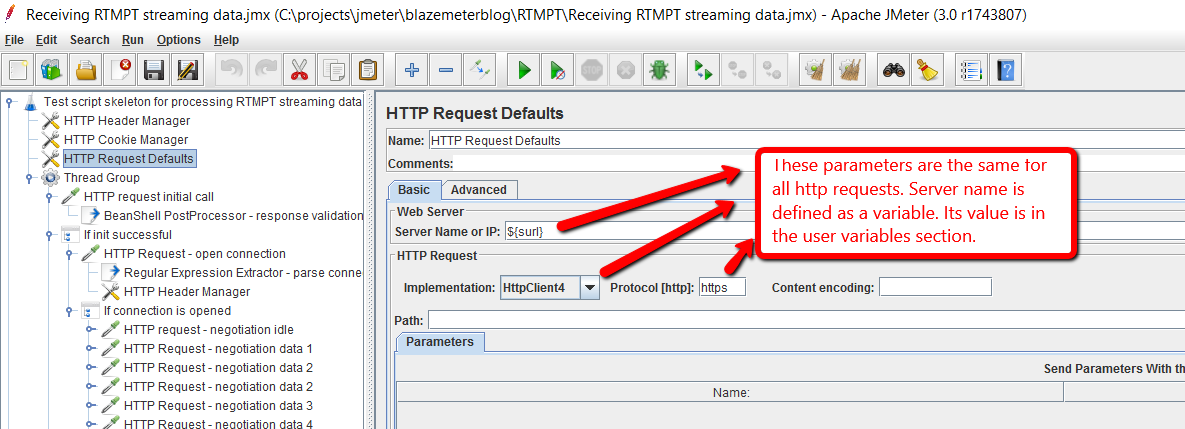 Receiving RTMPT streaming data.jmx (C:\projects\jmeter\blazemeterblog\RTMPT\Receiving RTMPT streaming data.jmx) - Apache JMeter (3.0 r1743807)
File Edit Search Run Options Help
STOP
Test script skeleton for processing RTMPT streaming data
HTTP Header Manager
HTTP Cookie Manager
HTTP Request Defaults
Thread Group
HTTP request initial call
BeanShell PostProcessor - response validation
If init successful
HTTP Request - open connection
Regular Expression Extractor - parse conne
HTTP Header Manager
If connection is opened
HTTP request - negotiation idle
HTTP Request - negotiation data 1
HTTP Request - negotiation data 2
HTTP Request - negotiation data 2
HTTP Request - negotiation data 3
HTTP Request - negotiation data 4
HTTP Request Defaults
Name: HTTP Request Defaults
Comments:
Basic Advanced
Web Server
Server Name or IP: ${surl}
HTTP Request
Implementation: HttpClient4 Protocol [http]: https Content encoding:
Path:
Parameters
Send Parameters With th
Name:
These parameters are the same for
all http requests. Server name is
defined as a variable. Its value is in
the user variables section.